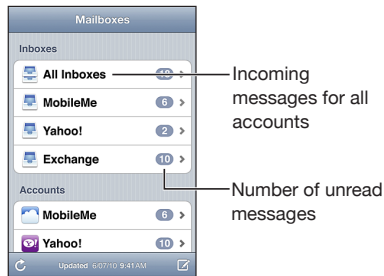 Mailboxes
Inboxes
All Inboxes 18
MobileMe 6
Yahoo! 2
Exchange 10
Accounts
MobileMe 6
Yahoo! 10
Updated 6/07/10 9:41 AM
Incoming
messages for all
accounts
Number of unread
messages